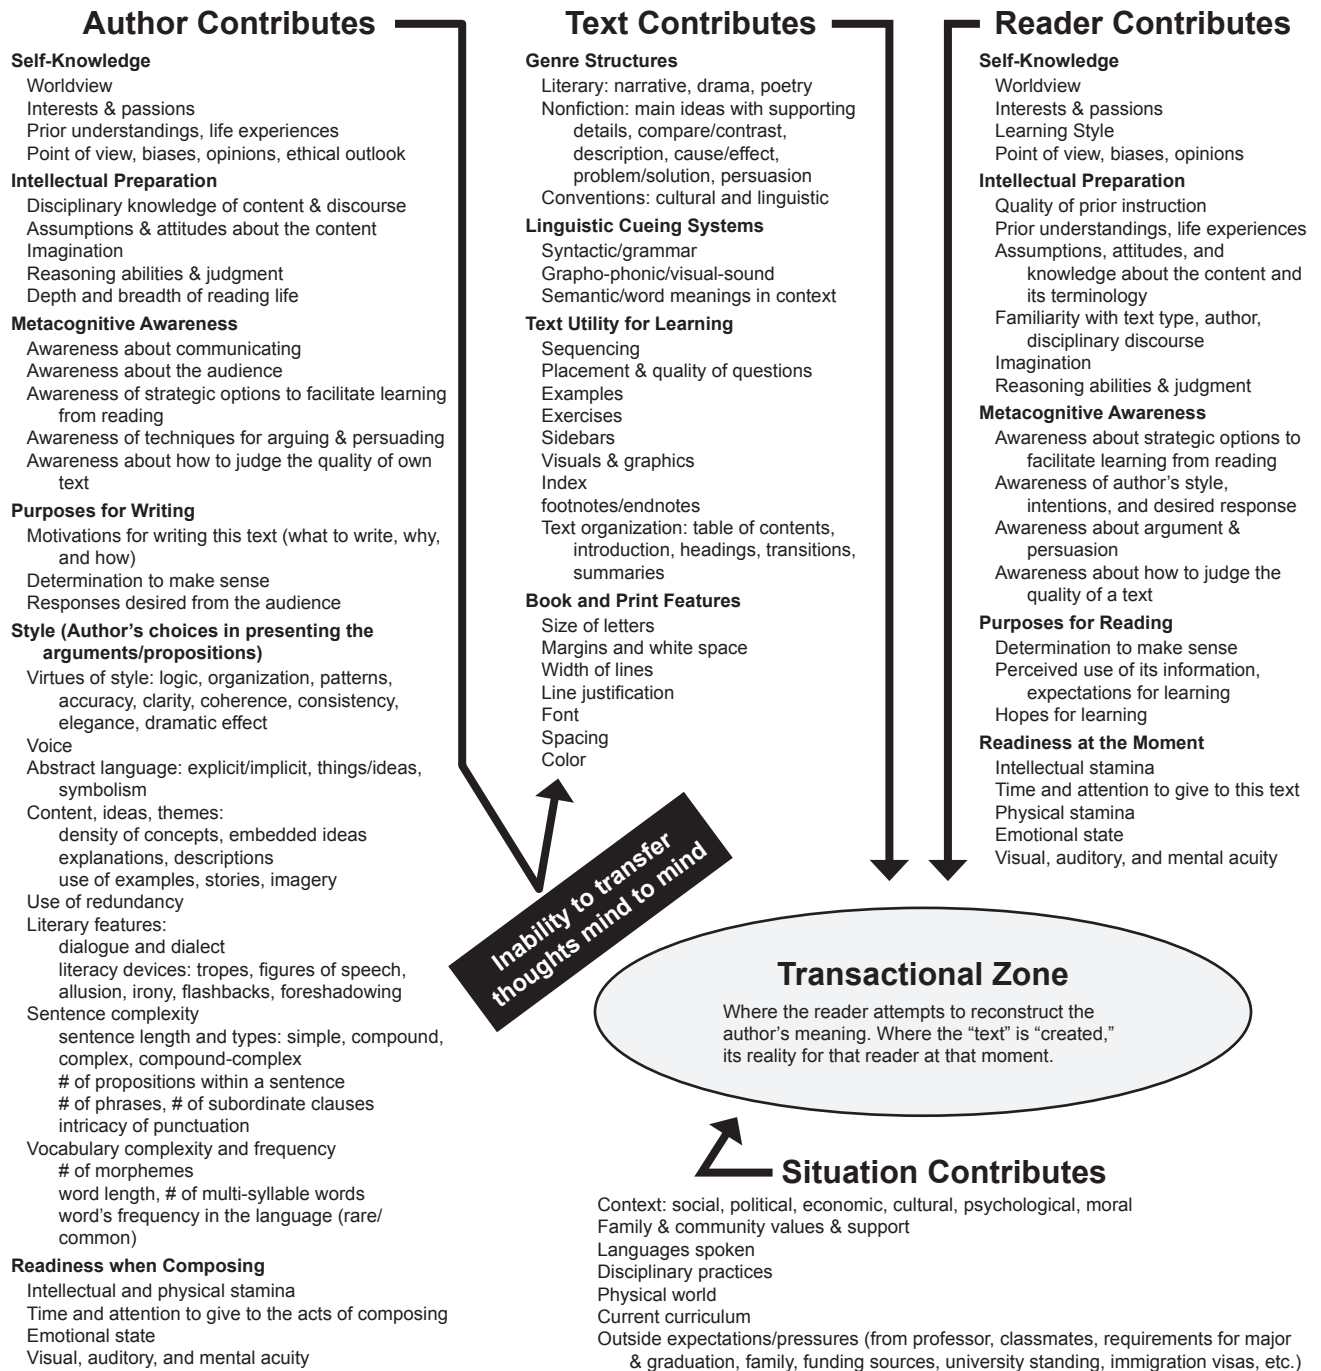 Author Contributes
Self-Knowledge
Worldview
Interests & passions
Prior understandings, life experiences
Point of view, biases, opinions, ethical outlook
Intellectual Preparation
Disciplinary knowledge of content & discourse
Assumptions & attitudes about the content
Imagination
Reasoning abilities & judgment
Depth and breadth of reading life
Metacognitive Awareness
Awareness about communicating
Awareness about the audience
Awareness of strategic options to facilitate learning
from reading
Awareness of techniques for arguing & persuading
Awareness about how to judge the quality of own
text
Purposes for Writing
Motivations for writing this text (what to write, why,
and how)
Determination to make sense
Responses desired from the audience
Style (Author's choices in presenting the
arguments/propositions)
Virtues of style: logic, organization, patterns,
accuracy, clarity, coherence, consistency,
elegance, dramatic effect
Voice
Abstract language: explicit/implicit, things/ideas,
symbolism
Content, ideas, themes:
density of concepts, embedded ideas
explanations, descriptions
use of examples, stories, imagery
Use of redundancy
Literary features:
dialogue and dialect
literacy devices: tropes, figures of speech,
allusion, irony, flashbacks, foreshadowing
Sentence complexity
sentence length and types: simple, compound,
complex, compound-complex
# of propositions within a sentence
# of phrases, # of subordinate clauses
intricacy of punctuation
Vocabulary complexity and frequency
# of morphemes
word length, # of multi-syllable words
word's frequency in the language (rare/
common)
Readiness when Composing
Intellectual and physical stamina
Time and attention to give to the acts of composing
Emotional state
Visual, auditory, and mental acuity
Text Contributes
Genre Structures
Literary: narrative, drama, poetry
Nonfiction: main ideas with supporting
details, compare/contrast,
description, cause/effect,
problem/solution, persuasion
Conventions: cultural and linguistic
Linguistic Cueing Systems
Syntactic/grammar
Grapho-phonic/visual-sound
Semantic/word meanings in context
Text Utility for Learning
Sequencing
Placement & quality of questions
Examples
Exercises
Sidebars
Visuals & graphics
Index
footnotes/endnotes
Text organization: table of contents,
introduction, headings, transitions,
summaries
Book and Print Features
Size of letters
Margins and white space
Width of lines
Line justification
Font
Spacing
Color
Inability to transfer
thoughts mind to mind
Reader Contributes
Self-Knowledge
Worldview
Interests & passions
Learning Style
Point of view, biases, opinions
Intellectual Preparation
Quality of prior instruction
Prior understandings, life experiences
Assumptions, attitudes, and
knowledge about the content and
its terminology
Familiarity with text type, author,
disciplinary discourse
Imagination
Reasoning abilities & judgment
Metacognitive Awareness
Awareness about strategic options to
facilitate learning from reading
Awareness of author's style,
intentions, and desired response
Awareness about argument &
persuasion
Awareness about how to judge the
quality of a text
Purposes for Reading
Determination to make sense
Perceived use of its information,
expectations for learning
Hopes for learning
Readiness at the Moment
Intellectual stamina
Time and attention to give to this text
Physical stamina
Emotional state
Visual, auditory, and mental acuity
Transactional Zone
Where the reader attempts to reconstruct the
author's meaning. Where the “text” is “created,”
its reality for that reader at that moment.
Situation Contributes
Context: social, political, economic, cultural, psychological, moral
Family & community values & support
Languages spoken
Disciplinary practices
Physical world
Current curriculum
Outside expectations/pressures (from professor, classmates, requirements for major
& graduation, family, funding sources, university standing, immigration visas, etc.)